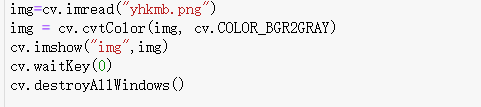 img=cv.imread("yhkmb.png")
img = cv.cvtColor(img, cv.COLOR_BGR2GRAY)
cv.imshow("img",img)
cv.waitKey(0)
cv.destroyAllWindows()